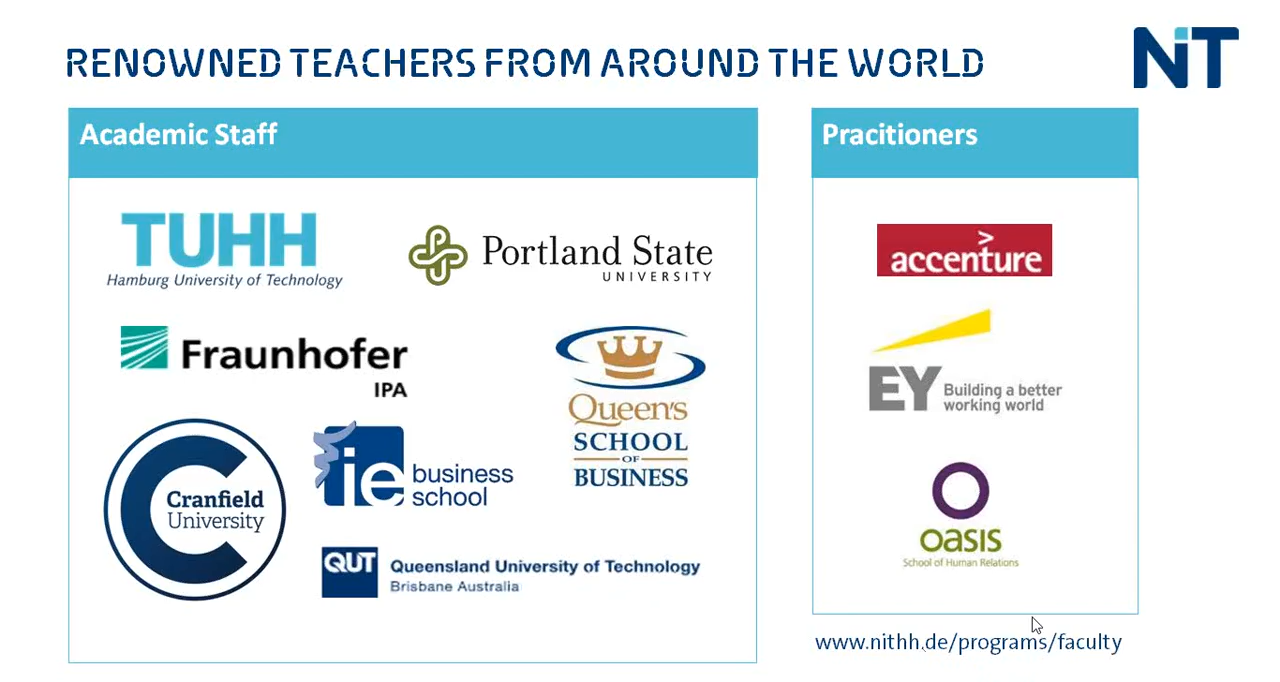 RENOWNED TEACHERS FROM AROUND THE WORLD
NiT
Academic Staff
TUHH
Hamburg University of Technology
Portland State
UNIVERSITY
Fraunhofer
IPA
Queen's
SCHOOL
OF
BUSINESS
Cranfield
University
ie business
school
QUT Queensland University of Technology
Brisbane Australia
Pracitioners
accenture
EY Building a better
working world
oasis
School of Human Relations
www.nithh.de/programs/faculty